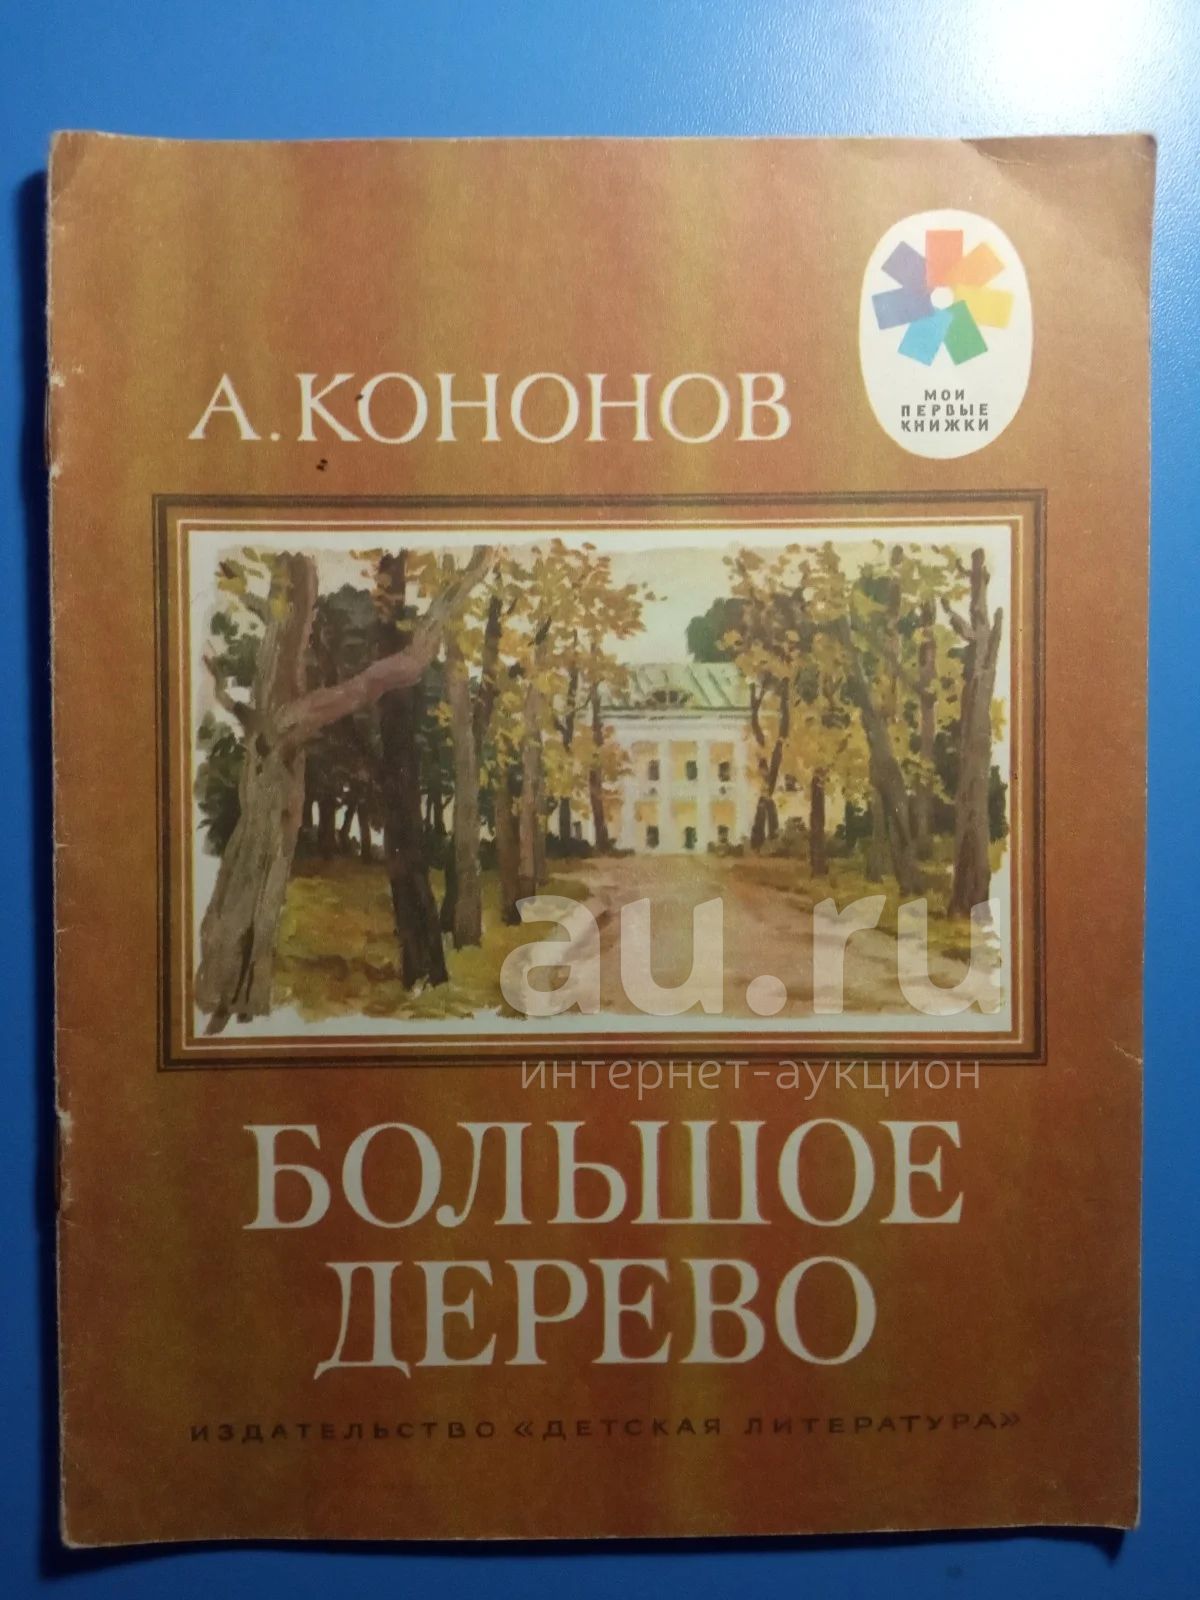 А. КОНОНОВ
МОИ
ПЕРВЫЕ
КНИЖКИ
au.ru
интернет-аукцион
БОЛЬШОЕ
ДЕРЕВО
ИЗДАТЕЛЬСТВО «ДЕТСКАЯ ЛИТЕРАТУРА»